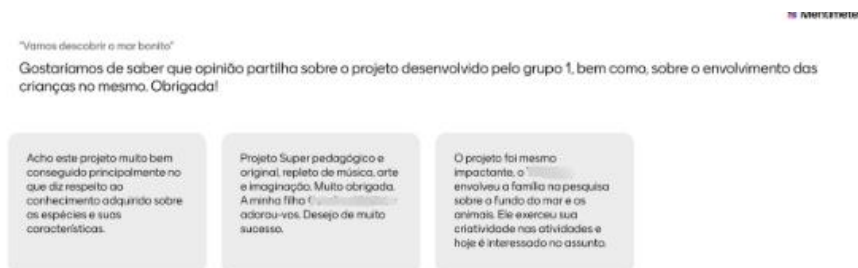 Mentimete
"Vamos descobrir o mar bonito"
Gostaríamos de saber que opinião partilha sobre o projeto desenvolvido pelo grupo 1, bem como, sobre o envolvimento das
crianças no mesmo. Obrigada!
Acho este projeto muito bem
conseguido principalmente no
que diz respeito ao
conhecimento adquirido sobre
as espécies e suas
características.
Projeto Super pedagógico e
original, repleto de música, arte
e imaginação. Muito obrigada.
A minha filha
adorou-vos. Desejo de muito
sucesso.
O projeto foi mesmo
impactante, o
envolveu a família na pesquisa
sobre o fundo do mar e os
animais. Ele exerceu sua
criatividade nas atividades e
hoje é interessado no assunto.